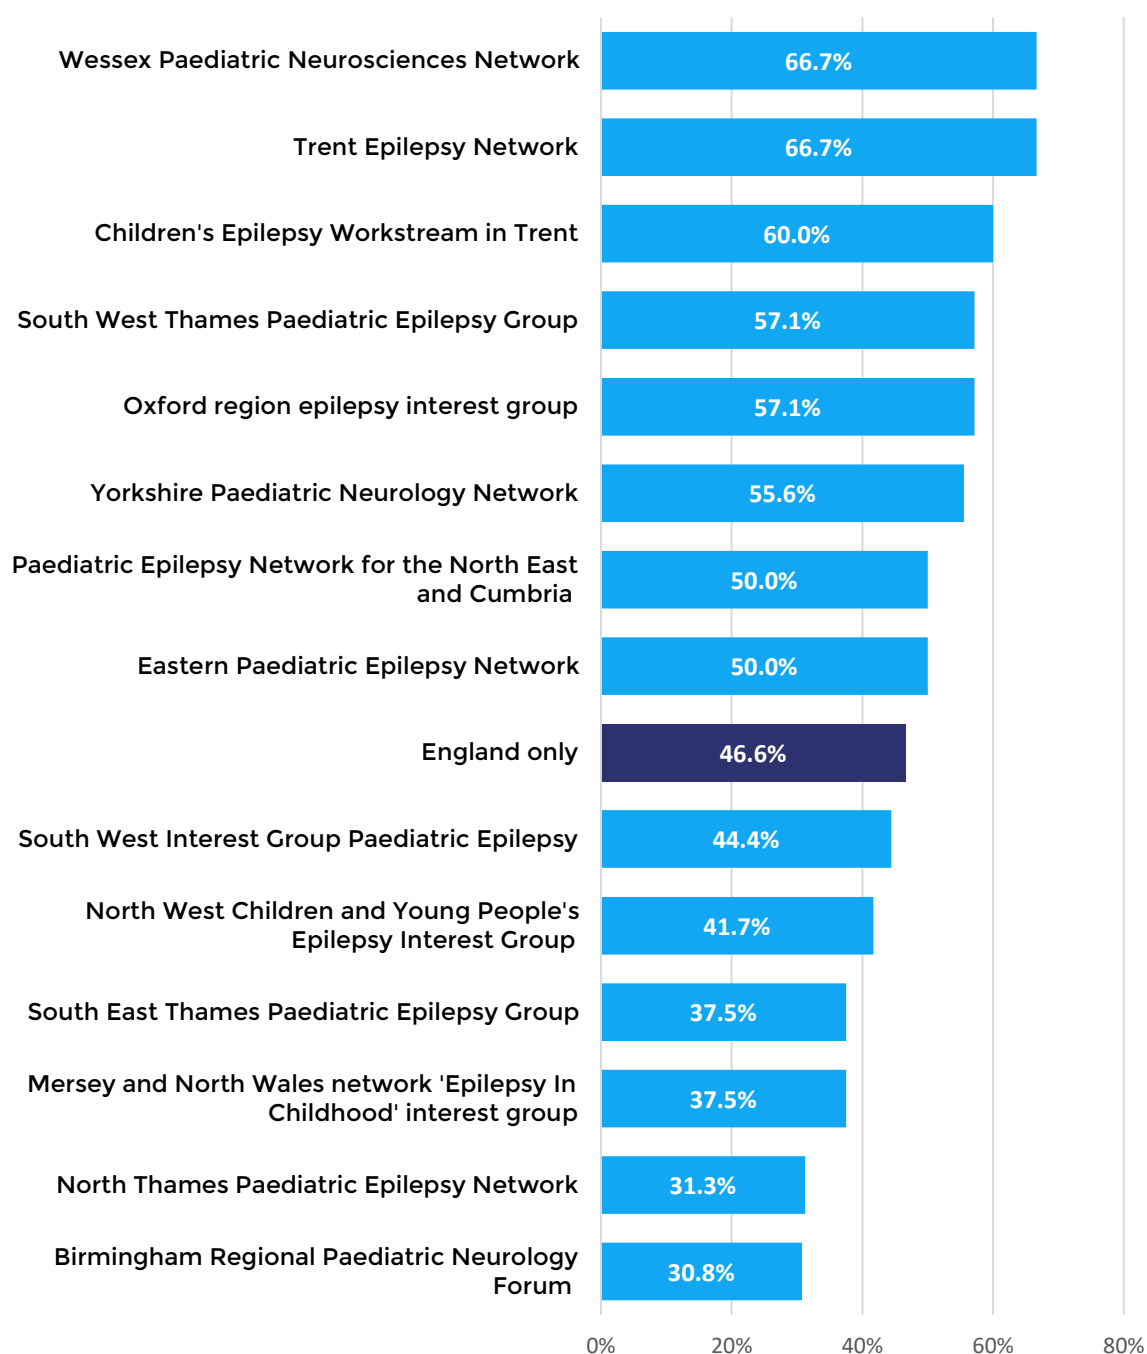 Wessex Paediatric Neurosciences Network
66.7%
Trent Epilepsy Network
66.7%
Children's Epilepsy Workstream in Trent
60.0%
South West Thames Paediatric Epilepsy Group
57.1%
Oxford region epilepsy interest group
57.1%
Yorkshire Paediatric Neurology Network
55.6%
Paediatric Epilepsy Network for the North East
and Cumbria
50.0%
Eastern Paediatric Epilepsy Network
50.0%
England only
46.6%
South West Interest Group Paediatric Epilepsy
44.4%
North West Children and Young People's
Epilepsy Interest Group
41.7%
South East Thames Paediatric Epilepsy Group
37.5%
Mersey and North Wales network 'Epilepsy In
Childhood' interest group
37.5%
North Thames Paediatric Epilepsy Network
31.3%
Birmingham Regional Paediatric Neurology
Forum
30.8%
0% 20% 40% 60% 80%